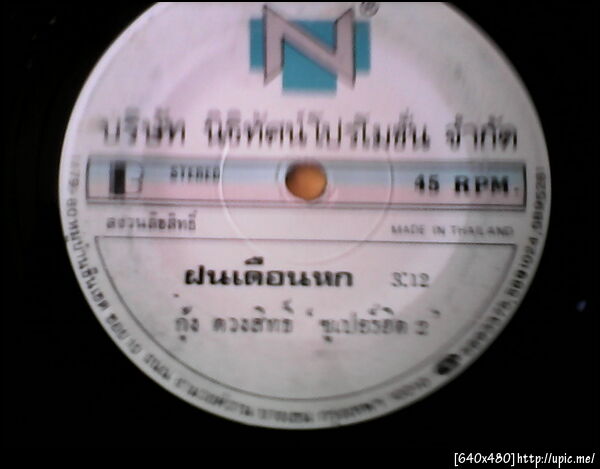 N ®
บริษัท นิธิทัศน์โปรโมชั่น จำกัด
STEREO 45 RPM.
สงวนลิขสิทธิ์ MADE IN THAILAND
ฝนเดือนหก 3:12
กุ้ง ตวงสิทธิ์ "ซูเปอร์ฮิต 2"
[640x480]http://upic.me/